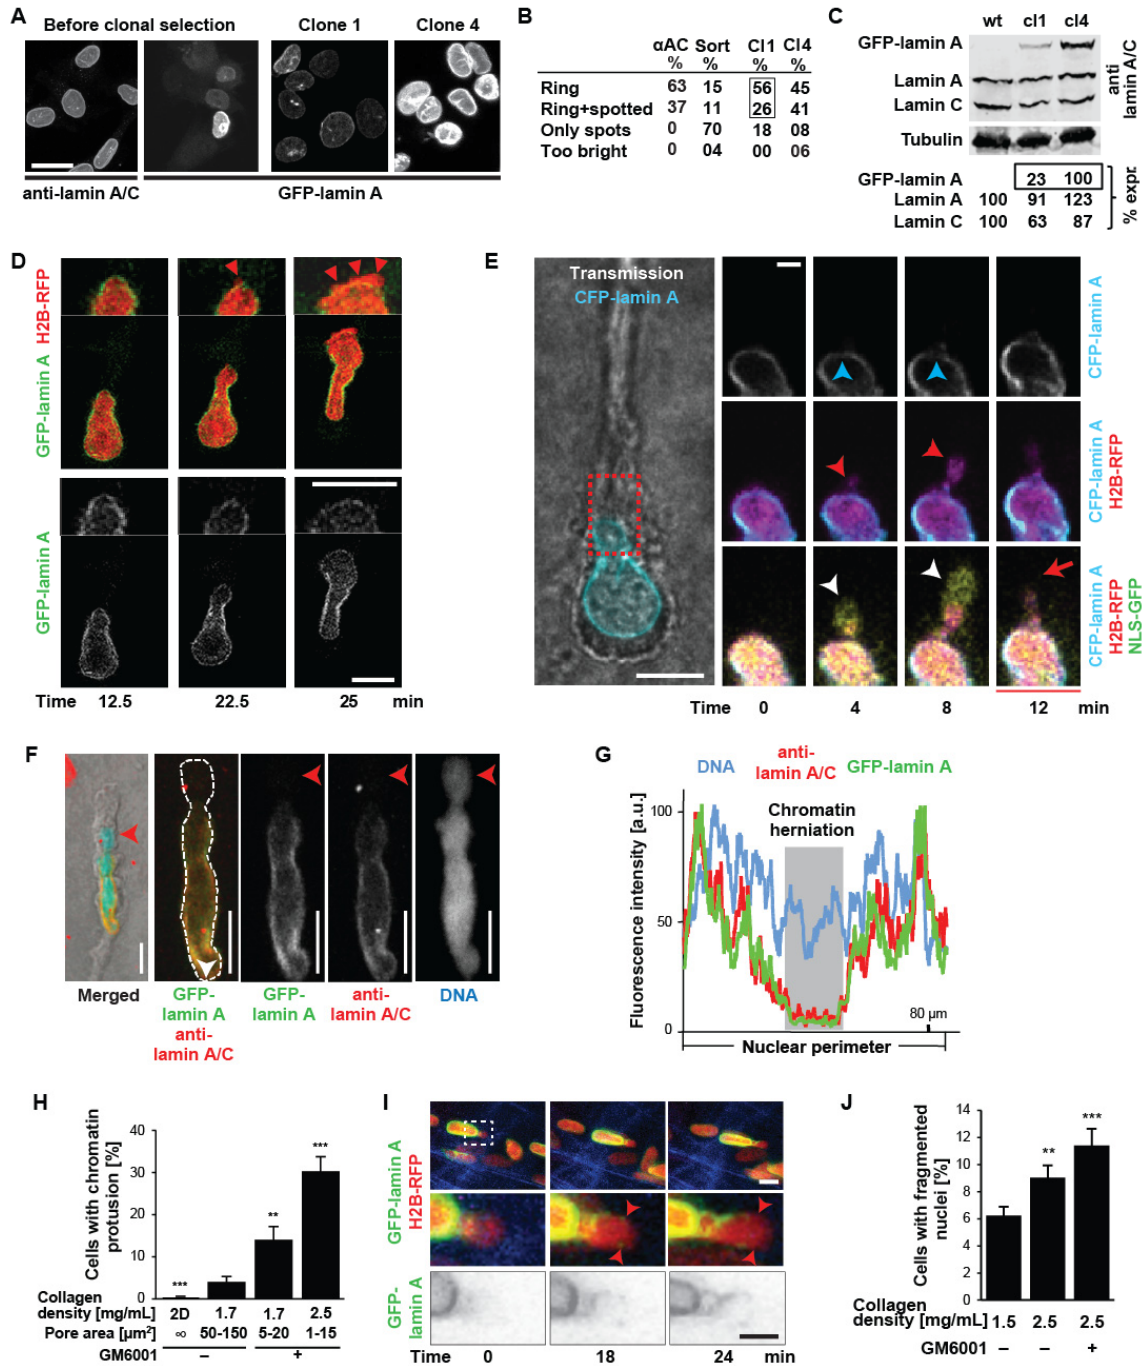 A
Before clonal selection
Clone 1
Clone 4
anti-lamin A/C
GFP-lamin A
B
αAC Sort Cl1 Cl4
% % % %
Ring 63 15 56 45
Ring+spotted 37 11 26 41
Only spots 0 70 18 08
Too bright 0 04 00 06
C
wt cl1 cl4
GFP-lamin A
Lamin A
Lamin C
Tubulin
anti
lamin A/C
GFP-lamin A 23 100
Lamin A 100 91 123
Lamin C 100 63 87
% expr.
D
GFP-lamin A H2B-RFP
GFP-lamin A
Time 12.5 22.5 25 min
E
Transmission
CFP-lamin A
CFP-lamin A
CFP-lamin A
H2B-RFP
CFP-lamin A
H2B-RFP
NLS-GFP
Time 0 4 8 12 min
F
Merged
GFP-
lamin A
anti-
lamin A/C
GFP-
lamin A
anti-
lamin A/C
DNA
G
DNA
anti-
lamin A/C
GFP-lamin A
Fluorescence intensity [a.u.]
100
50
0
Chromatin
herniation
80 µm
Nuclear perimeter
H
Cells with chromatin
protusion [%]
40
30
20
10
0
***
**
***
Collagen
density [mg/mL] 2D 1.7 1.7 2.5
Pore area [µm²] ∞ 50-150 5-20 1-15
GM6001 – +
I
GFP-lamin A
H2B-RFP
GFP-
lamin A
Time 0 18 24 min
J
Cells with fragmented
nuclei [%]
14
12
10
8
6
4
2
0
**
***
Collagen
density [mg/mL] 1.5 2.5 2.5
GM6001 – – +